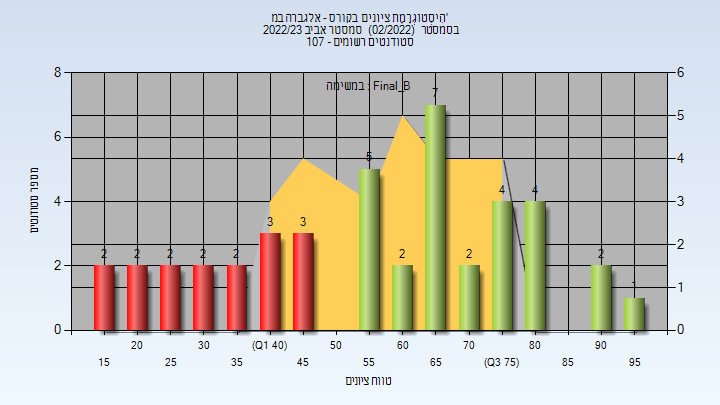 היסטוגרמת ציונים בקורס - אלגברה במ'
בסמסטר (02/2022) סמסטר אביב 2022/23
סטודנטים רשומים - 107
במשימה : Final_B
מספר סטודנטים
8 6 4 2 0
6 5 4 3 2 1 0
2 2 2 2 2 3 3 5 2 7 2 4 4 2
20 30 (Q1 40) 50 60 70 80 90
15 25 35 45 55 65 (Q3 75) 85 95
טווח ציונים